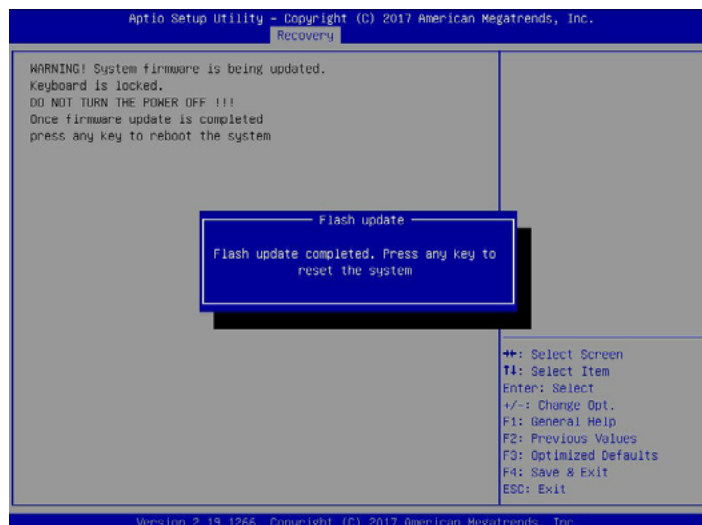 Aptio Setup Utility – Copyright (C) 2017 American Megatrends, Inc.
Recovery
WARNING! System firmware is being updated.
Keyboard is locked.
DO NOT TURN THE POWER OFF !!!
Once firmware update is completed
press any key to reboot the system
Flash update
Flash update completed. Press any key to
reset the system
→←: Select Screen
↑↓: Select Item
Enter: Select
+/-: Change Opt.
F1: General Help
F2: Previous Values
F3: Optimized Defaults
F4: Save & Exit
ESC: Exit
Version 2.19.1266. Copyright (C) 2017 American Megatrends, Inc.